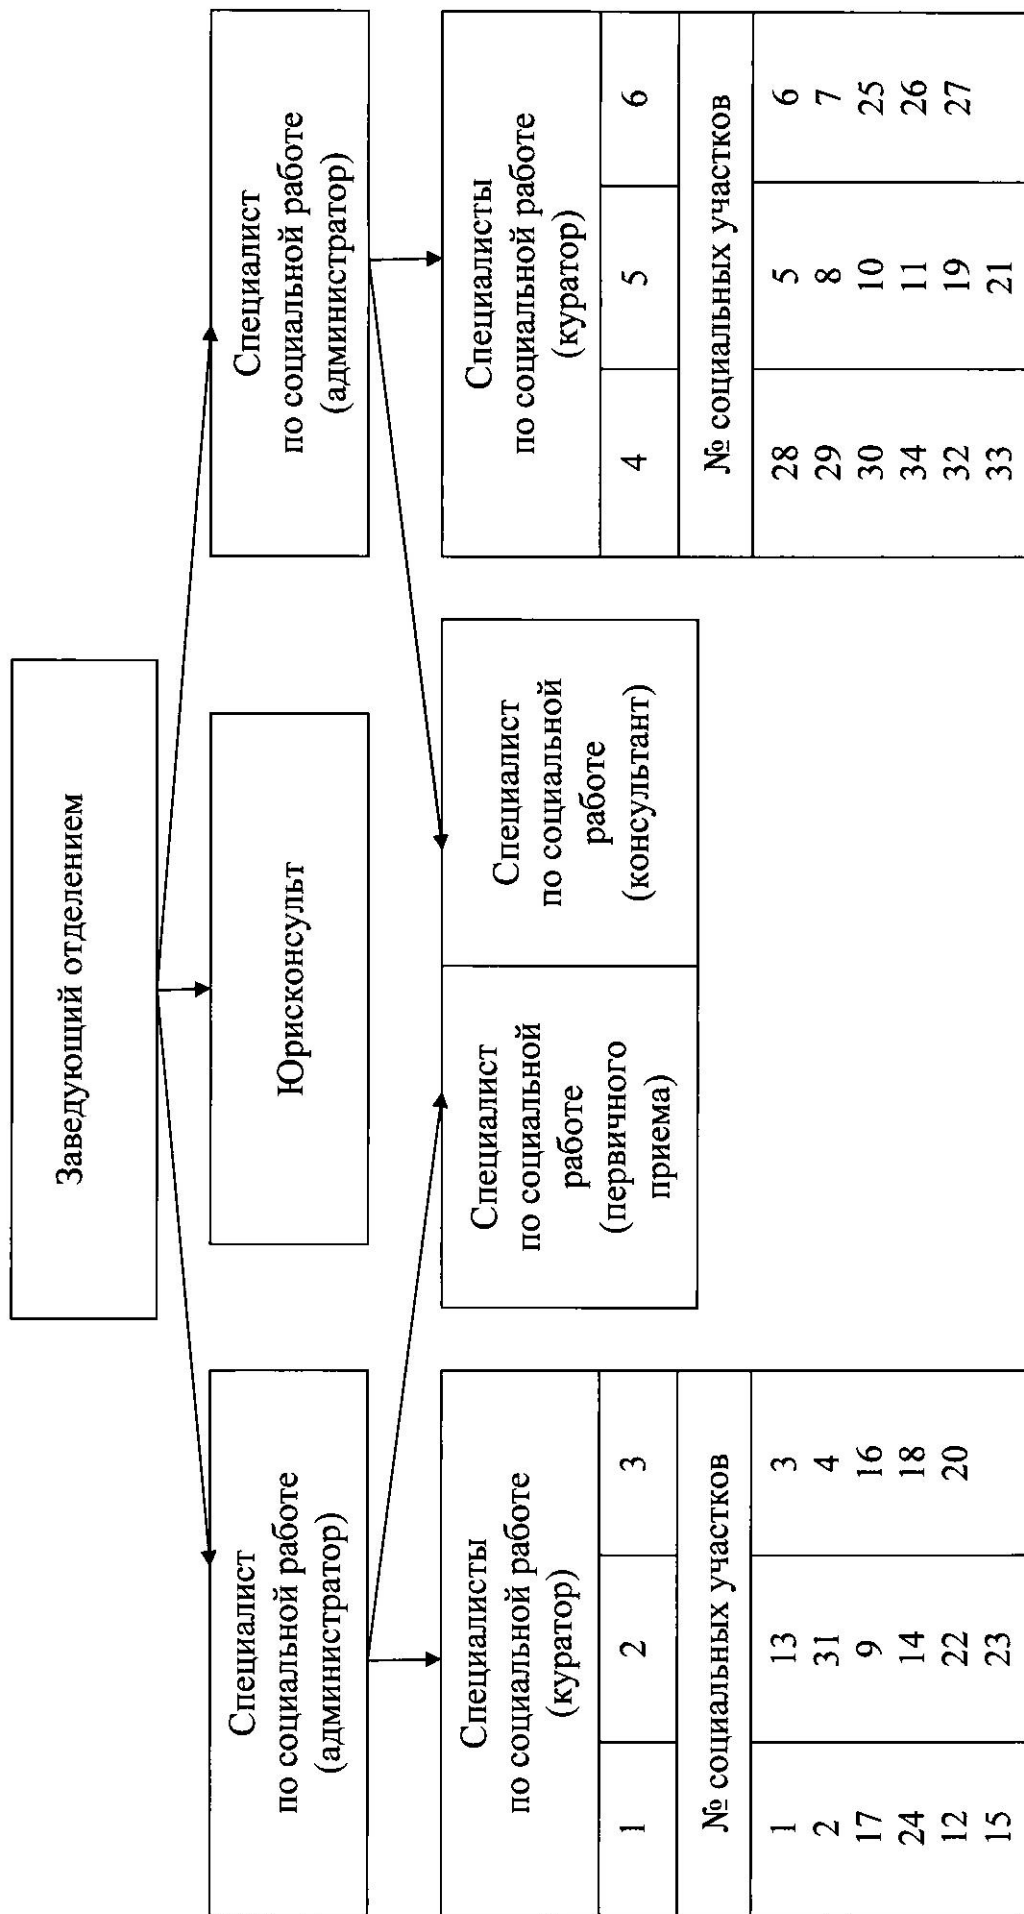 Заведующий отделением
Специалист
по социальной работе
(администратор)
Юрисконсульт
Специалист
по социальной работе
(администратор)
Специалисты
по социальной работе
(куратор)
1 2 3
№ социальных участков
1 13 3
2 31 4
17 9 16
24 14 18
12 22 20
15 23
Специалист
по социальной
работе
(первичного
приема)
Специалист
по социальной
работе
(консультант)
Специалисты
по социальной работе
(куратор)
4 5 6
№ социальных участков
28 5 6
29 8 7
30 10 25
34 11 26
32 19 27
33 21